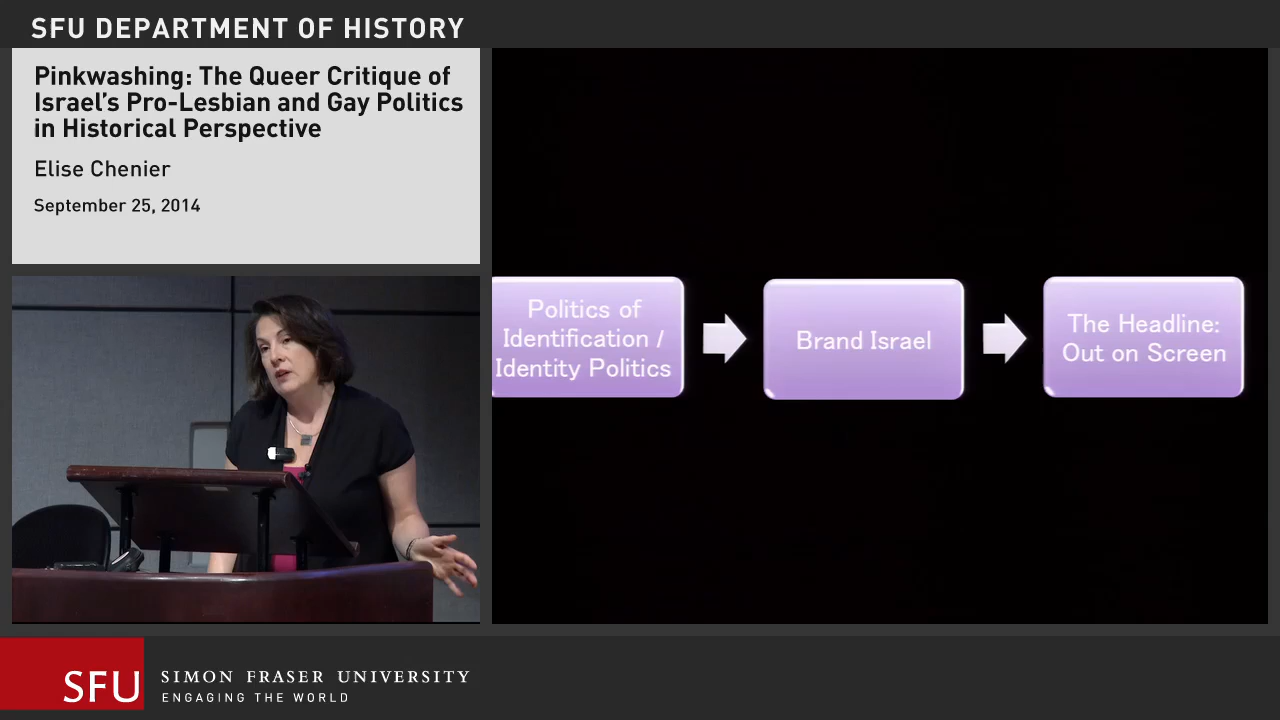 SFU DEPARTMENT OF HISTORY
Pinkwashing: The Queer Critique of
Israel's Pro-Lesbian and Gay Politics
in Historical Perspective
Elise Chenier
September 25, 2014
Politics of
Identification /
Identity Politics
Brand Israel
The Headline:
Out on Screen
SFU
SIMON FRASER UNIVERSITY
ENGAGING THE WORLD